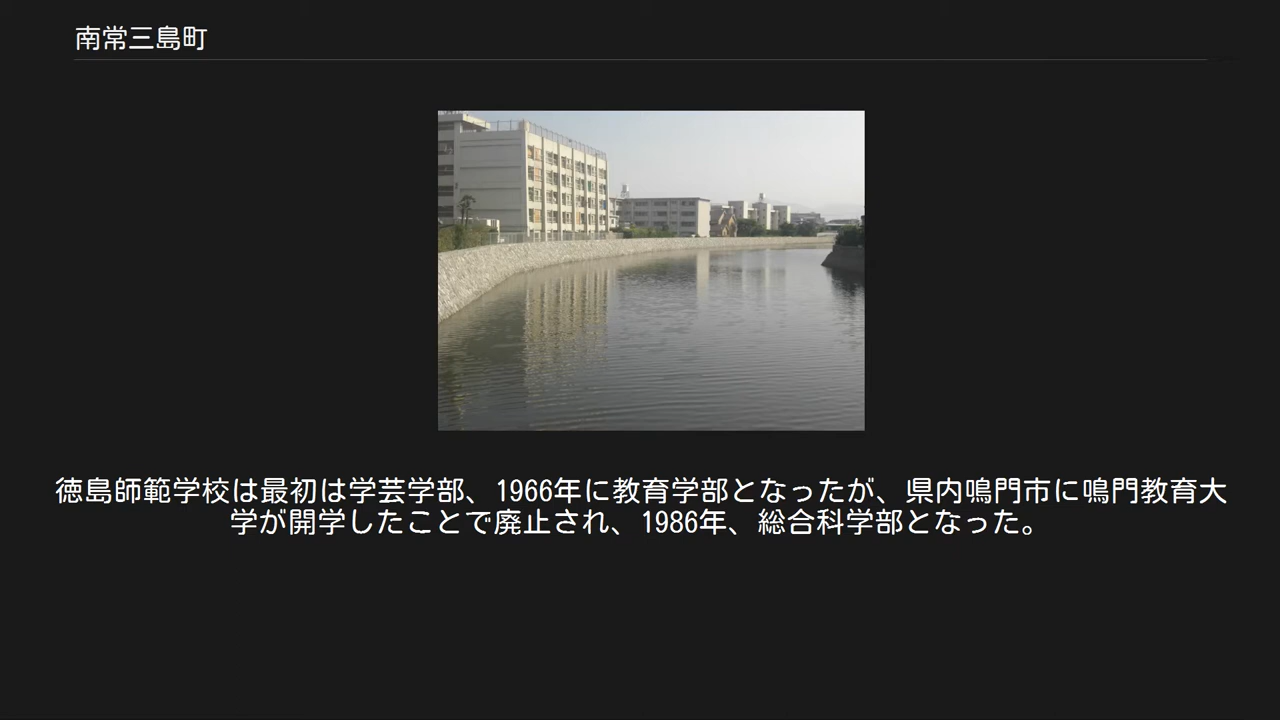 南常三島町
徳島師範学校は最初は学芸学部、1966年に教育学部となったが、県内鳴門市に鳴門教育大
学が開学したことで廃止され、1986年、総合科学部となった。